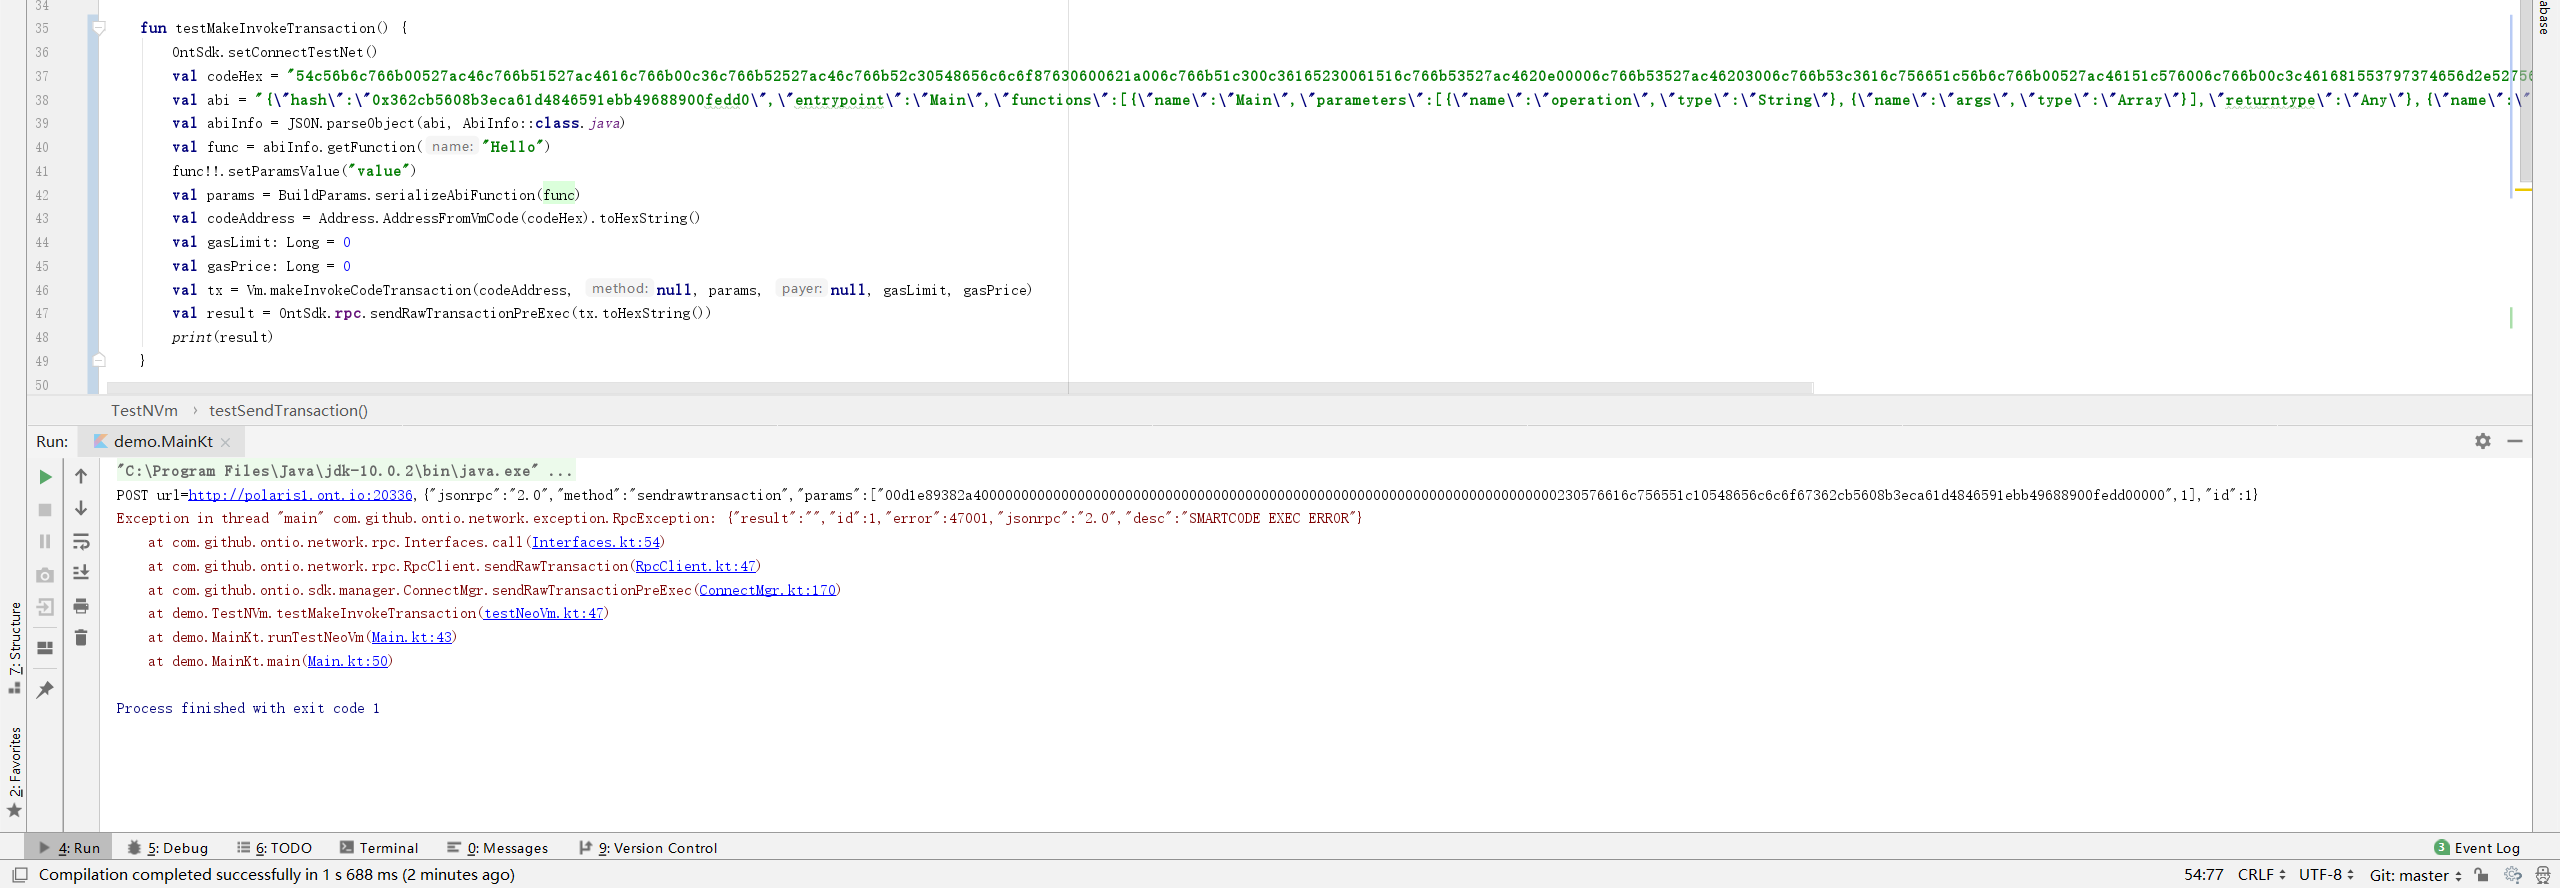 34
35 fun testMakeInvokeTransaction() {
36 OntSdk.setConnectTestNet()
37 val codeHex = "54c56b6c766b00527ac46c766b51527ac4616c766b00c36c766b52527ac46c766b52c30548656c6c6f87630600621a006c766b51c300c36165230061516c766b53527ac4620e00006c766b53527ac46203006c766b53c3616c756651c56b6c766b00527ac46151c576006c766b00c3c461681553797374656d2e52756
38 val abi = "{\"hash\":\"0x362cb5608b3eca61d4846591ebb49688900fedd0\",\"entrypoint\":\"Main\",\"functions\":[{\"name\":\"Main\",\"parameters\":[{\"name\":\"operation\",\"type\":\"String\"},{\"name\":\"args\",\"type\":\"Array\"}],\"returntype\":\"Any\"},{\"name\":\"
39 val abiInfo = JSON.parseObject(abi, AbiInfo::class.java)
40 val func = abiInfo.getFunction( name: "Hello")
41 func!!.setParamsValue("value")
42 val params = BuildParams.serializeAbiFunction(func)
43 val codeAddress = Address.AddressFromVmCode(codeHex).toHexString()
44 val gasLimit: Long = 0
45 val gasPrice: Long = 0
46 val tx = Vm.makeInvokeCodeTransaction(codeAddress, method: null, params, payer: null, gasLimit, gasPrice)
47 val result = OntSdk.rpc.sendRawTransactionPreExec(tx.toHexString())
48 print(result)
49 }
50
TestNVm › testSendTransaction()
Run: demo.MainKt
"C:\Program Files\Java\jdk-10.0.2\bin\java.exe" ...
POST url=http://polaris1.ont.io:20336,{"jsonrpc":"2.0","method":"sendrawtransaction","params":[
Exception in thread "main" com.github.ontio.network.exception.RpcException: {"result":"","id":1,"error":47001,"jsonrpc":"2.0","desc":"SMARTCODE EXEC ERROR"}
at com.github.ontio.network.rpc.Interfaces.call(Interfaces.kt:54)
at com.github.ontio.network.rpc.RpcClient.sendRawTransaction(RpcClient.kt:47)
at com.github.ontio.sdk.manager.ConnectMgr.sendRawTransactionPreExec(ConnectMgr.kt:170)
at demo.TestNVm.testMakeInvokeTransaction(testNeoVm.kt:47)
at demo.MainKt.runTestNeoVm(Main.kt:43)
at demo.MainKt.main(Main.kt:50)
Process finished with exit code 1
7: Structure
2: Favorites
4: Run 5: Debug 6: TODO Terminal 0: Messages 9: Version Control
3 Event Log
Compilation completed successfully in 1 s 688 ms (2 minutes ago)
54:77 CRLF UTF-8 Git: master